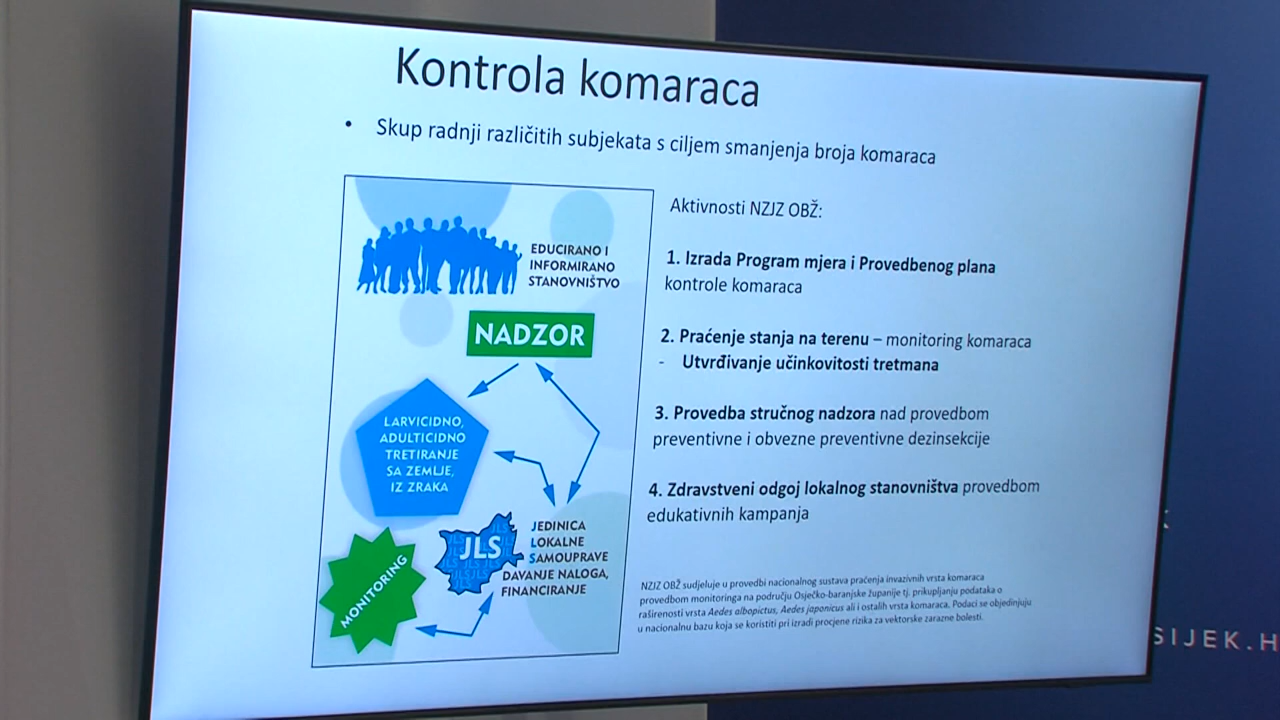 Kontrola komaraca
• Skup radnji različitih subjekata s ciljem smanjenja broja komaraca
EDUCIRANO I
INFORMIRANO
STANOVNIŠTVO
NADZOR
LARVICIDNO,
ADULTICIDNO
TRETIRANJE
SA ZEMLJE,
IZ ZRAKA
MONITORING
JLS
JEDINICA
LOKALNE
SAMOUPRAVE
DAVANJE NALOGA,
FINANCIRANJE
Aktivnosti NZJZ OBŽ:
1. Izrada Program mjera i Provedbenog plana
kontrole komaraca
2. Praćenje stanja na terenu – monitoring komaraca
- Utvrđivanje učinkovitosti tretmana
3. Provedba stručnog nadzora nad provedbom
preventivne i obvezne preventivne dezinsekcije
4. Zdravstveni odgoj lokalnog stanovništva provedbom
edukativnih kampanja
NZJZ OBŽ sudjeluje u provedbi nacionalnog sustava praćenja invazivnih vrsta komaraca
provedbom monitoringa na području Osječko-baranjske županije tj. prikupljanju podataka o
raširenosti vrsta Aedes albopictus, Aedes japonicus ali i ostalih vrsta komaraca. Podaci se objedinjuju
u nacionalnu bazu koja se koristiti pri izradi procjene rizika za vektorske zarazne bolesti.
SIJEK.H